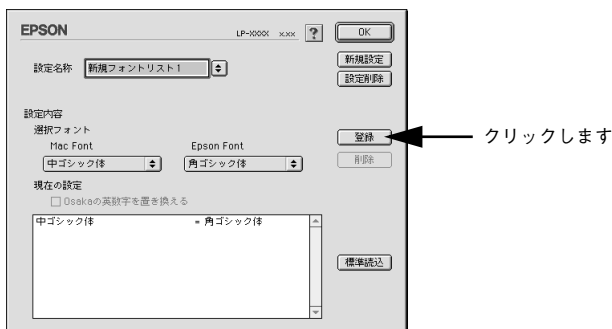 EPSON LP-XXXX x.xx ? OK
設定名称 新規フォントリスト1 新規設定
設定削除
設定内容
選択フォント 登録 クリックします
Mac Font Epson Font 削除
中ゴシック体 角ゴシック体
現在の設定
Osakaの英数字を置き換える
中ゴシック体 = 角ゴシック体
標準読込